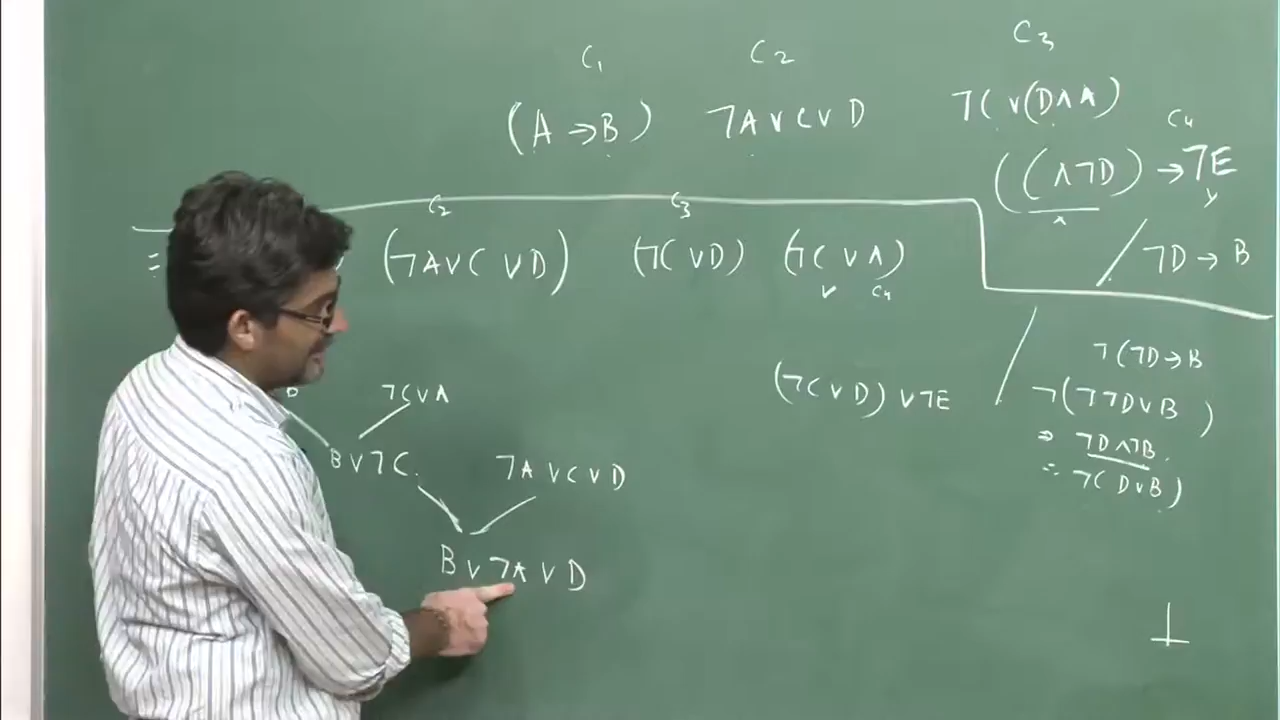 C1 C2 C3
(A → B) ¬A ∨ C ∨ D ¬C ∨ (D ∧ A)
C4
((∧ ¬D) → ¬E
∧
∨
/ ¬D → B
C2 C3
(¬A ∨ C ∨ D) (¬C ∨ D) (¬C ∨ A)
∨ C4
¬(¬D → B
(¬C ∨ D) ∨ ¬E / ¬(¬¬D ∨ B)
⇒ ¬D ∧ ¬B.
∴ ¬(D ∨ B)
B ¬C ∨ A
B ∨ ¬C. ¬A ∨ C ∨ D
B ∨ ¬A ∨ D
⊥